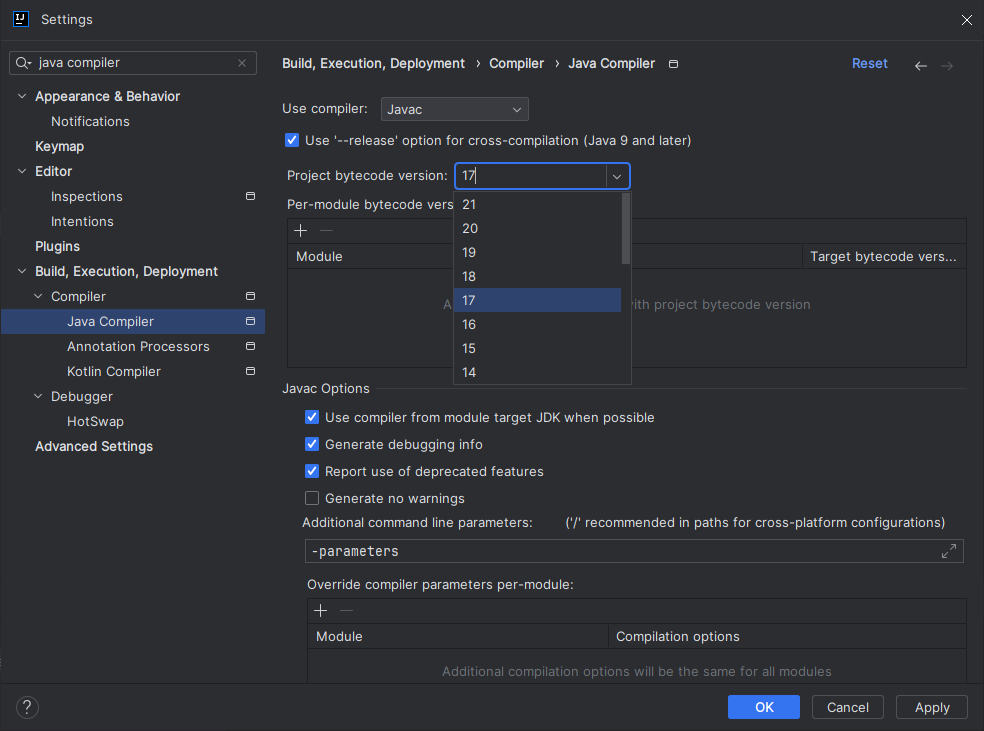 Settings
java compiler
Appearance & Behavior
Notifications
Keymap
Editor
Inspections
Intentions
Plugins
Build, Execution, Deployment
Compiler
Java Compiler
Annotation Processors
Kotlin Compiler
Debugger
HotSwap
Advanced Settings
Build, Execution, Deployment › Compiler › Java Compiler
Reset
Use compiler: Javac
Use '--release' option for cross-compilation (Java 9 and later)
Project bytecode version: 17
21
20
19
18
17
16
15
14
Per-module bytecode vers
Module Target bytecode vers...
with project bytecode version
Javac Options
Use compiler from module target JDK when possible
Generate debugging info
Report use of deprecated features
Generate no warnings
Additional command line parameters: ('/' recommended in paths for cross-platform configurations)
-parameters
Override compiler parameters per-module:
Module Compilation options
Additional compilation options will be the same for all modules
? OK Cancel Apply